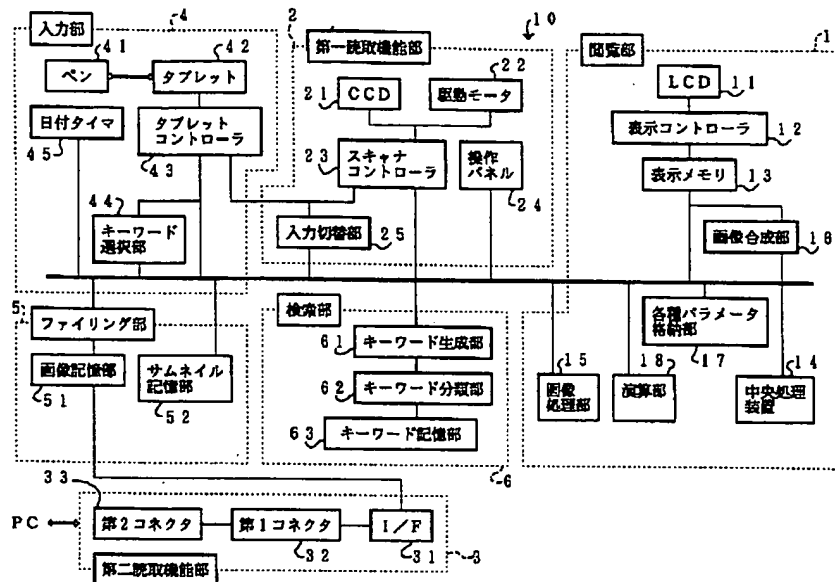 入力部
4
2
第一読取機能部
10
閲覧部
1
41
ペン
42
タブレット
21
CCD
22
駆動モータ
LCD
11
日付タイマ
45
タブレット
コントローラ
43
23
スキャナ
コントローラ
操作
パネル
24
表示コントローラ
12
表示メモリ
13
44
キーワード
選択部
入力切替部
25
画像合成部
16
5
ファイリング部
検索部
各種パラメータ
格納部
17
画像記憶部
51
サムネイル
記憶部
52
61
キーワード生成部
62
キーワード分類部
63
キーワード記憶部
15
画像
処理部
18
演算部
14
中央処理
装置
6
33
PC
第2コネクタ
第1コネクタ
32
I/F
31
3
第二読取機能部